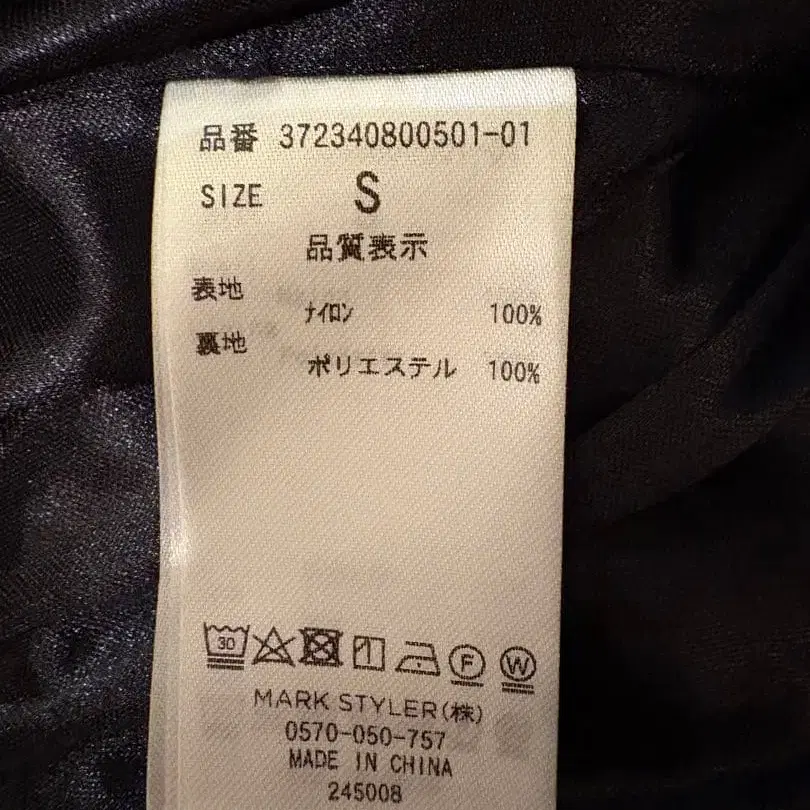 品番 372340800501-01
SIZE S
品質表示
表地
ナイロン 100%
裏地
ポリエステル 100%
30
F W
MARK STYLER(株)
0570-050-757
MADE IN CHINA
245008